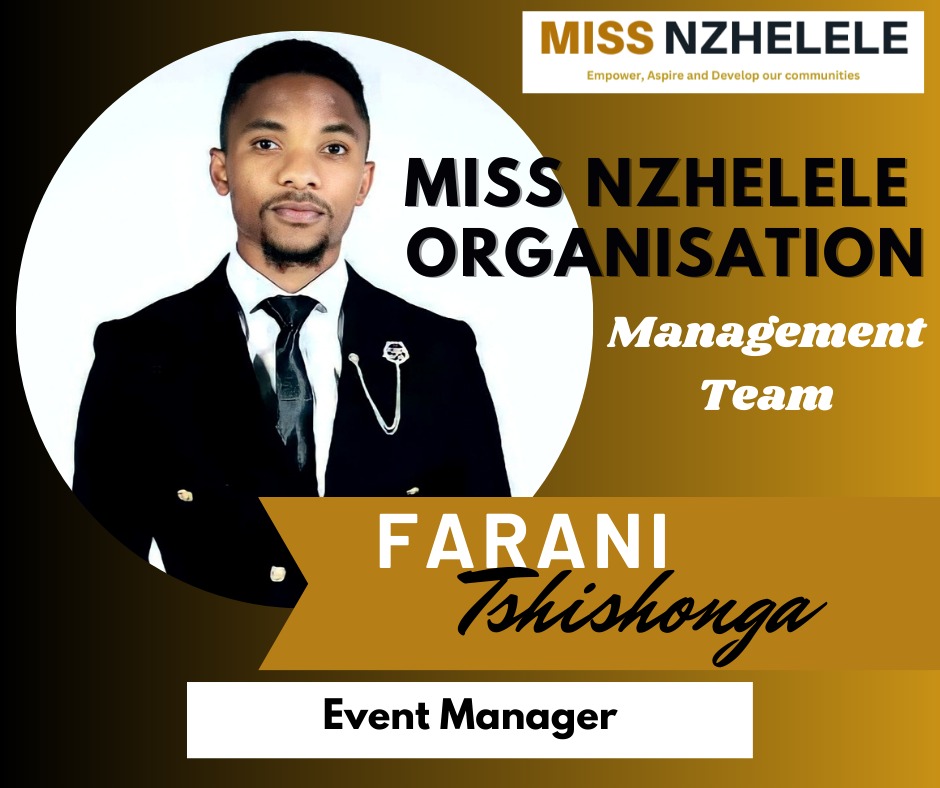 MISS NZHELELE
Empower, Aspire and Develop our communities
MISS NZHELELE
ORGANISATION
Management
Team
FARANI
Tshishonga
Event Manager